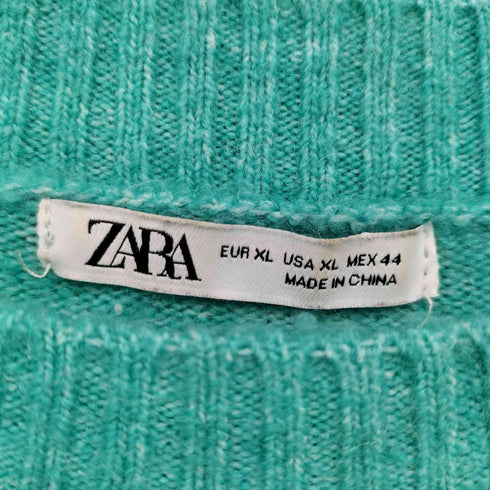 ZARA
EUR XL USA XL MEX 44
MADE IN CHINA